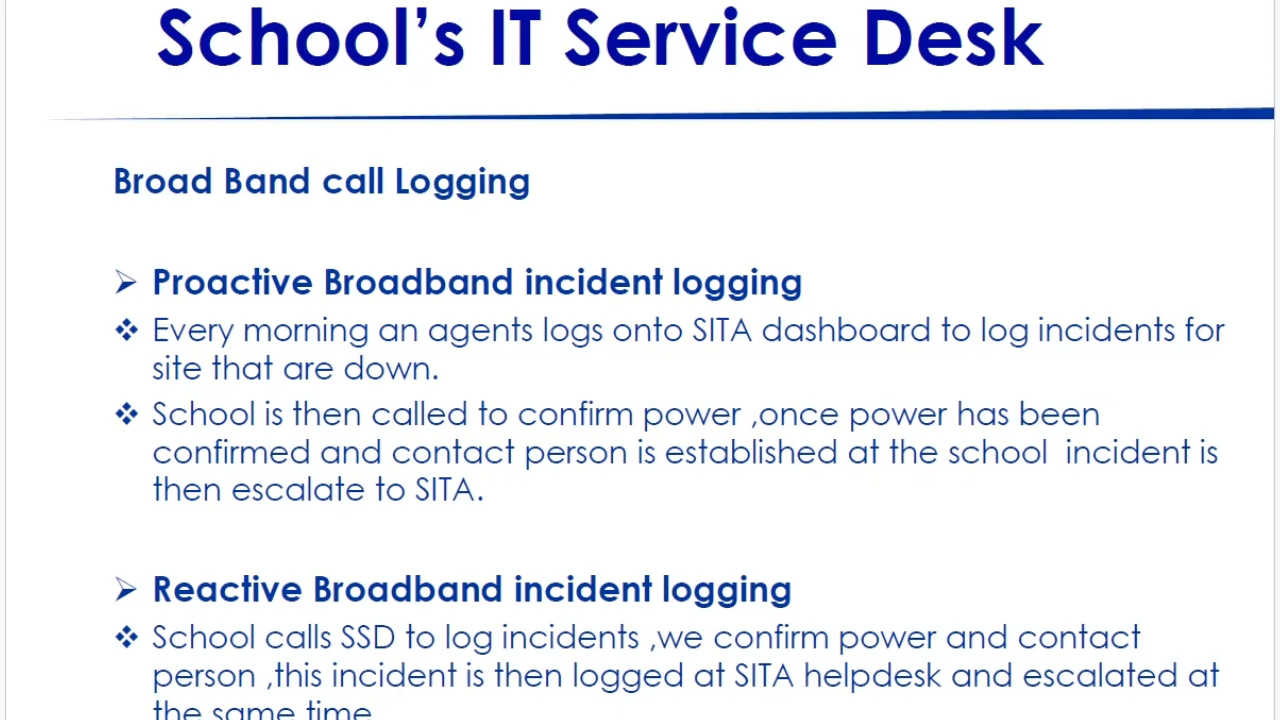 School's IT Service Desk
Broad Band call Logging
➢ Proactive Broadband incident logging
❖ Every morning an agents logs onto SITA dashboard to log incidents for
site that are down.
❖ School is then called to confirm power ,once power has been
confirmed and contact person is established at the school  incident is
then escalate to SITA.
➢ Reactive Broadband incident logging
❖ School calls SSD to log incidents ,we confirm power and contact
person ,this incident is then logged at SITA helpdesk and escalated at
the same time